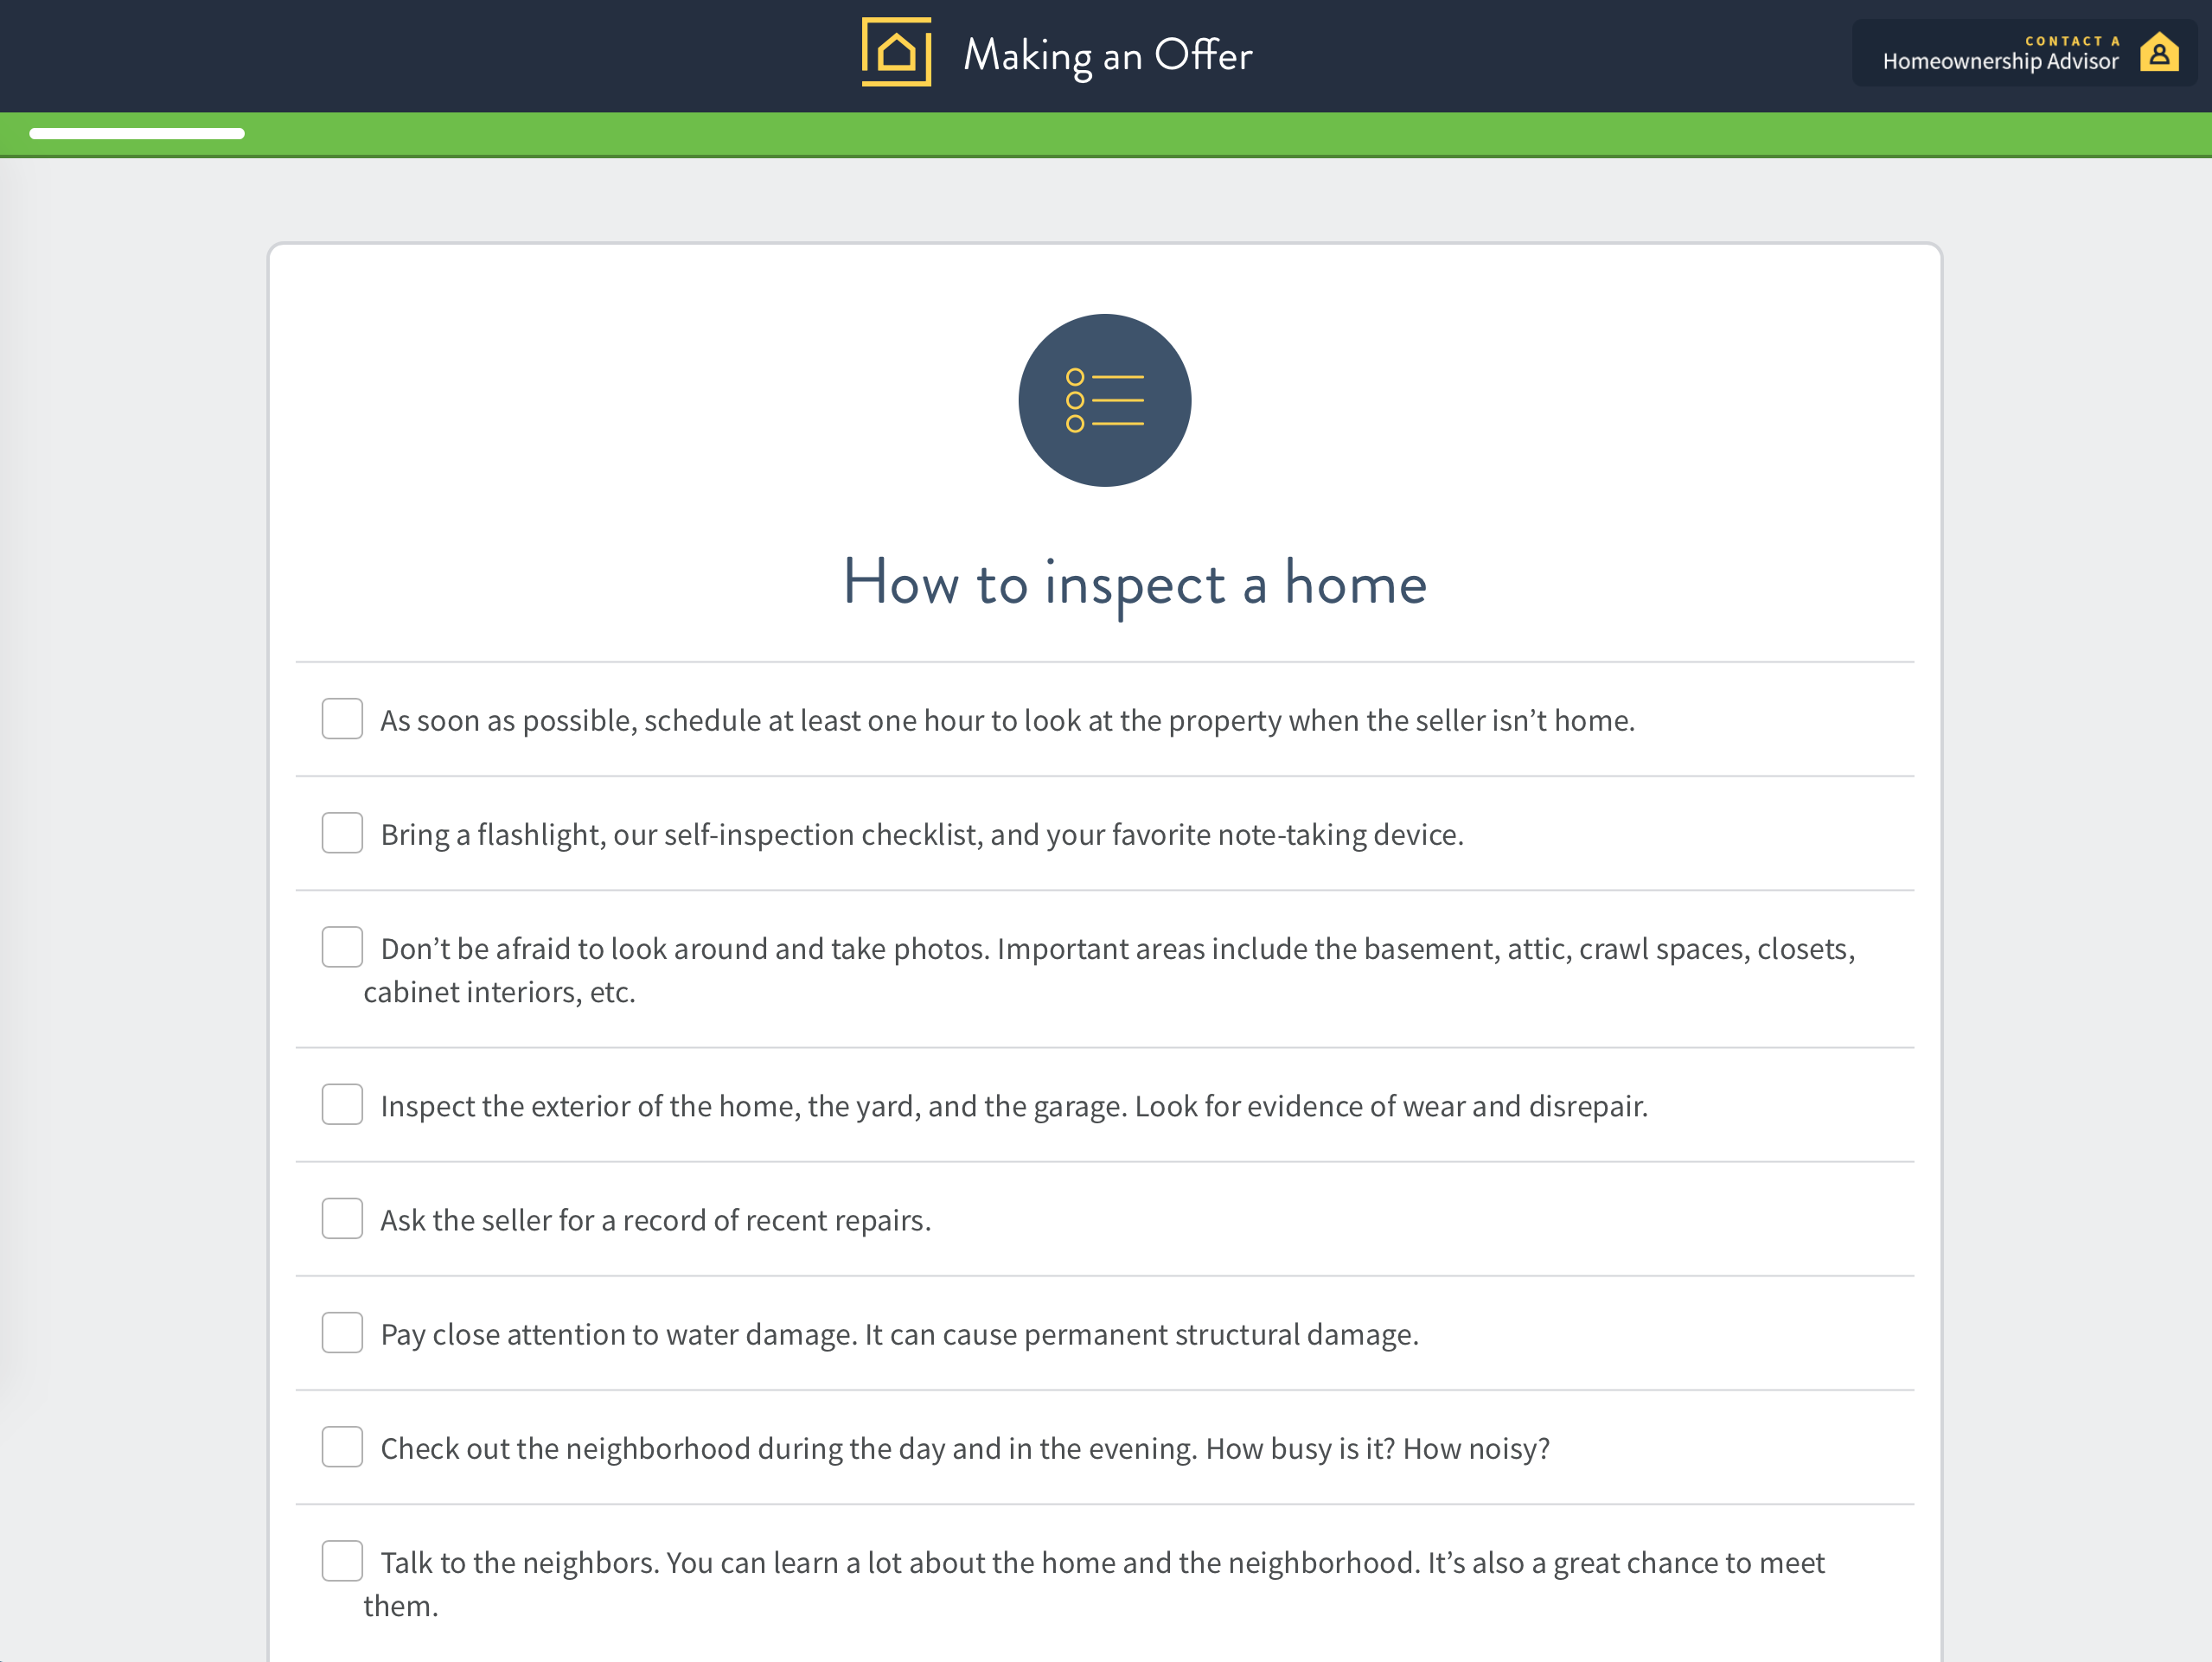 Making an Offer
CONTACT A
Homeownership Advisor
How to inspect a home
As soon as possible, schedule at least one hour to look at the property when the seller isn’t home.
Bring a flashlight, our self-inspection checklist, and your favorite note-taking device.
Don’t be afraid to look around and take photos. Important areas include the basement, attic, crawl spaces, closets,
cabinet interiors, etc.
Inspect the exterior of the home, the yard, and the garage. Look for evidence of wear and disrepair.
Ask the seller for a record of recent repairs.
Pay close attention to water damage. It can cause permanent structural damage.
Check out the neighborhood during the day and in the evening. How busy is it? How noisy?
Talk to the neighbors. You can learn a lot about the home and the neighborhood. It’s also a great chance to meet
them.